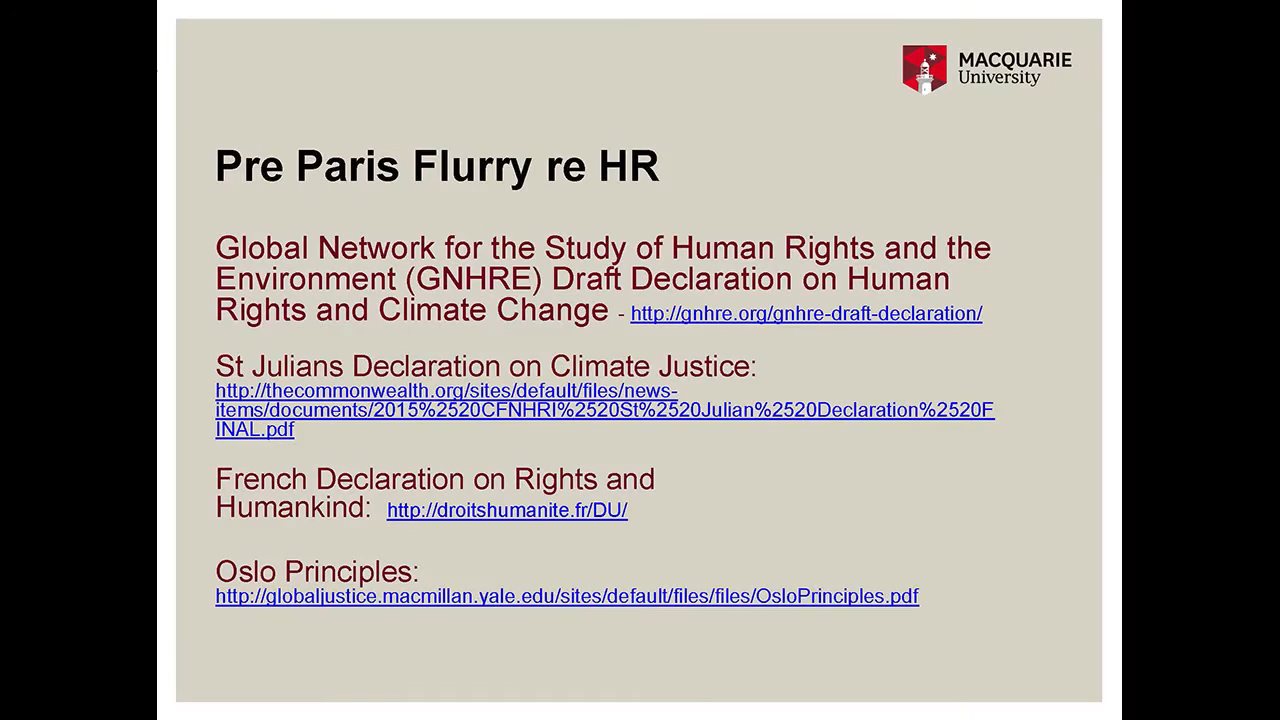 MACQUARIE
University
Pre Paris Flurry re HR
Global Network for the Study of Human Rights and the
Environment (GNHRE) Draft Declaration on Human
Rights and Climate Change - http://gnhre.org/gnhre-draft-declaration/
St Julians Declaration on Climate Justice:
http://thecommonwealth.org/sites/default/files/news-
items/documents/2015%2520CFNHRI%2520St%2520Julian%2520Declaration%2520F
INAL.pdf
French Declaration on Rights and
Humankind: http://droitshumanite.fr/DU/
Oslo Principles:
http://globaljustice.macmillan.yale.edu/sites/default/files/files/OsloPrinciples.pdf